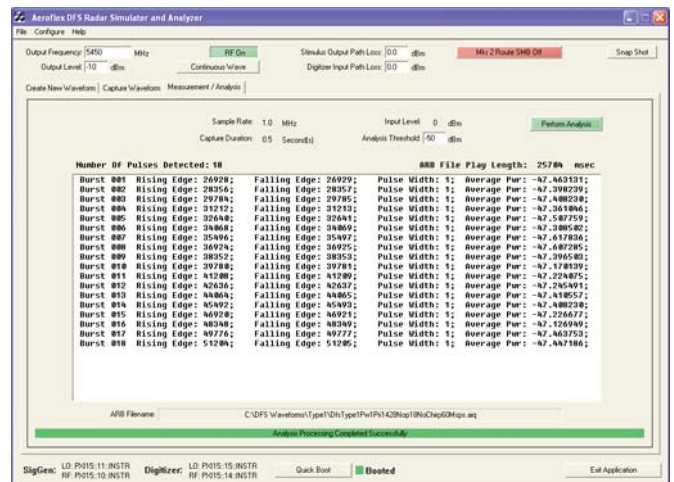 Aeroflex DFS Radar Simulator and Analyzer
File Configure Help
Output Frequency: 5450 MHz RF On Stimulus Output Path Loss: 0.0 dBm Mkr 2 Route SMB Off Snap Shot
Output Level: -10 dBm Continuous Wave Digitizer Input Path Loss: 0.0 dBm
Create New Waveform Capture Waveform Measurement / Analysis
Sample Rate: 1.0 MHz Input Level: 0 dBm Perform Analysis
Capture Duration: 0.5 Second(s) Analysis Threshold: -50 dBm
Number Of Pulses Detected: 18 ARB File Play Length: 25704 msec
Burst 001 Rising Edge: 26928; Falling Edge: 26929; Pulse Width: 1; Average Pwr: -47.463131;
Burst 002 Rising Edge: 28356; Falling Edge: 28357; Pulse Width: 1; Average Pwr: -47.398239;
Burst 003 Rising Edge: 29784; Falling Edge: 29785; Pulse Width: 1; Average Pwr: -47.408230;
Burst 004 Rising Edge: 31212; Falling Edge: 31213; Pulse Width: 1; Average Pwr: -47.361046;
Burst 005 Rising Edge: 32640; Falling Edge: 32641; Pulse Width: 1; Average Pwr: -47.507759;
Burst 006 Rising Edge: 34068; Falling Edge: 34069; Pulse Width: 1; Average Pwr: -47.308502;
Burst 007 Rising Edge: 35496; Falling Edge: 35497; Pulse Width: 1; Average Pwr: -47.617836;
Burst 008 Rising Edge: 36924; Falling Edge: 36925; Pulse Width: 1; Average Pwr: -47.607285;
Burst 009 Rising Edge: 38352; Falling Edge: 38353; Pulse Width: 1; Average Pwr: -47.396503;
Burst 010 Rising Edge: 39780; Falling Edge: 39781; Pulse Width: 1; Average Pwr: -47.170139;
Burst 011 Rising Edge: 41208; Falling Edge: 41209; Pulse Width: 1; Average Pwr: -47.224075;
Burst 012 Rising Edge: 42636; Falling Edge: 42637; Pulse Width: 1; Average Pwr: -47.245491;
Burst 013 Rising Edge: 44064; Falling Edge: 44065; Pulse Width: 1; Average Pwr: -47.410557;
Burst 014 Rising Edge: 45492; Falling Edge: 45493; Pulse Width: 1; Average Pwr: -47.408230;
Burst 015 Rising Edge: 46920; Falling Edge: 46921; Pulse Width: 1; Average Pwr: -47.226677;
Burst 016 Rising Edge: 48348; Falling Edge: 48349; Pulse Width: 1; Average Pwr: -47.126949;
Burst 017 Rising Edge: 49776; Falling Edge: 49777; Pulse Width: 1; Average Pwr: -47.463753;
Burst 018 Rising Edge: 51204; Falling Edge: 51205; Pulse Width: 1; Average Pwr: -47.447186;
ARB Filename: C:\DFS Waveforms\Type1\DfsType1Pw1Pri1428Nop18NoChirp60Msps.aiq
Analysis Processing Completed Successfully
SigGen: LO: PXI15::11::INSTR Digitizer: LO: PXI15::15::INSTR Quick Boot Booted Exit Application
RF: PXI15::10::INSTR RF: PXI15::14::INSTR